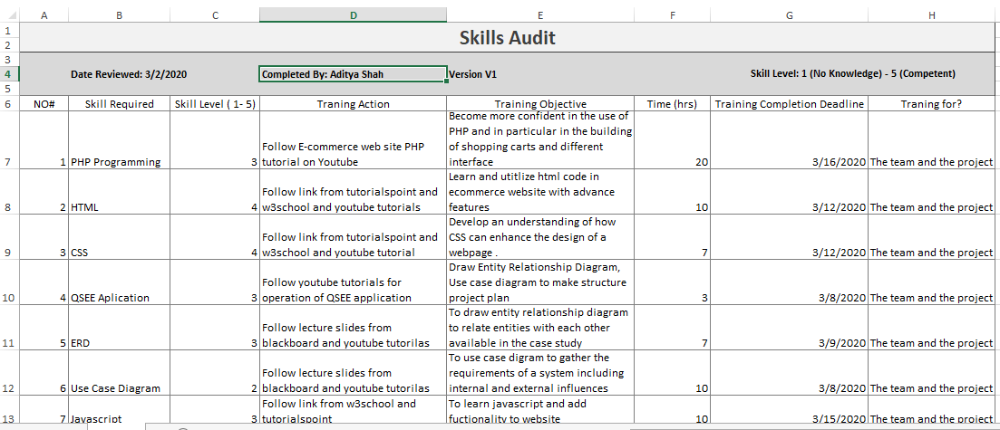 A B C D E F G H
1 Skills Audit
2
3
4 Date Reviewed: 3/2/2020 Completed By: Aditya Shah Version V1 Skill Level: 1 (No Knowledge) - 5 (Competent)
5
6 NO# Skill Required Skill Level ( 1- 5) Traning Action Training Objective Time (hrs) Training Completion Deadline Traning for?
Become more confident in the use of
PHP and in particular in the building
Follow E-commerce web site PHP of shopping carts and different
7 1 PHP Programming 3 tutorial on Youtube interface 20 3/16/2020 The team and the project
Learn and utitlize html code in
Follow link from tutorialspoint and ecommerce website with advance
8 2 HTML 4 w3school and youtube tutorials features 10 3/12/2020 The team and the project
Develop an understanding of how
Follow link from tutorialspoint and CSS can enhance the design of a
9 3 CSS 4 w3school and youtube tutorial webpage . 7 3/12/2020 The team and the project
Draw Entity Relationship Diagram,
Follow youtube tutorials for Use case diagram to make structure
10 4 QSEE Aplication 3 operation of QSEE application project plan 3 3/8/2020 The team and the project
To draw entity relationship diagram
Follow lecture slides from to relate entities with each other
11 5 ERD 3 blackboard and youtube tutorilas available in the case study 7 3/9/2020 The team and the project
To use case digram to gather the
Follow lecture slides from requirements of a system including
12 6 Use Case Diagram 2 blackboard and youtube tutorilas internal and external influences 10 3/8/2020 The team and the project
Follow link from w3school and To learn javascript and add
13 7 Javascript 3 tutorialspoint fuctionality to website 10 3/15/2020 The team and the project